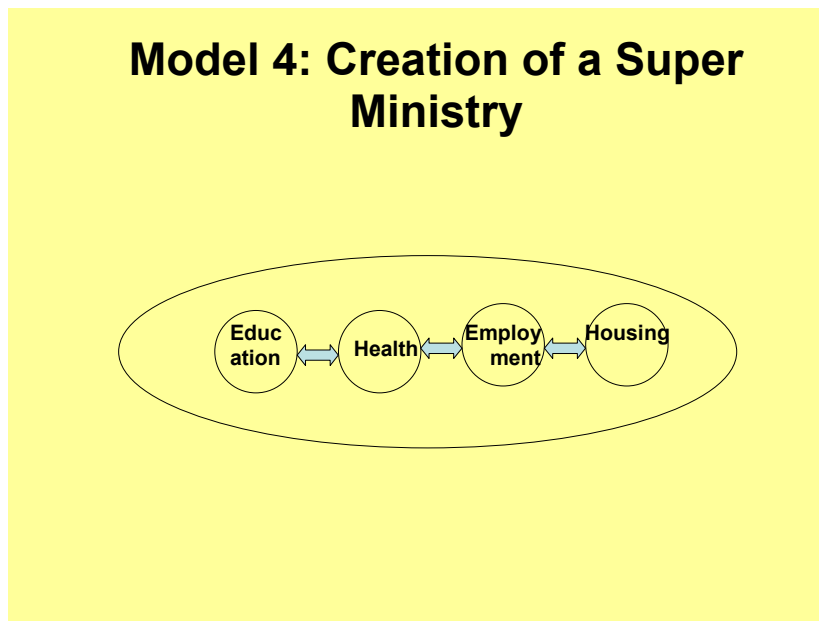 Model 4: Creation of a Super
Ministry
Educ
ation
Health
Employ
ment
Housing